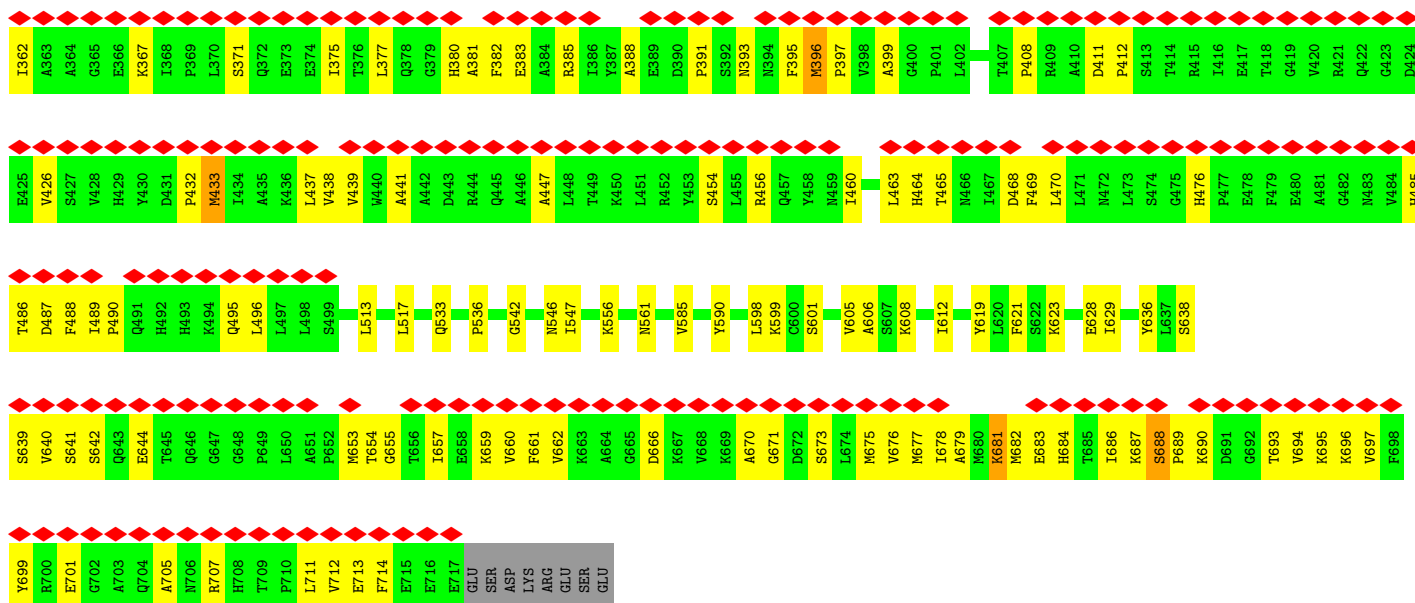 I362 A363 A364 G365 E366 K367 I368 P369 L370 S371 Q372 E373 E374 I375 T376 L377 Q378 G379 H380 A381 F382 E383 A384 R385 I386 Y387 A388 E389 D390 P391 S392 N393 N394 F395 M396 P397 V398 A399 G400 P401 L402 T407 P408 R409 A410 D411 P412 S413 T414 R415 I416 E417 T418 G419 V420 R421 Q422 G423 D424
E425 V426 S427 V428 H429 Y430 D431 P432 M433 I434 A435 K436 L437 V438 V439 W440 A441 A442 D443 R444 Q445 A446 A447 L448 T449 K450 L451 R452 Y453 S454 L455 R456 Q457 Y458 N459 I460 L463 H464 T465 N466 I467 D468 F469 L470 L471 N472 L473 S474 G475 H476 P477 E478 F479 E480 A481 G482 N483 V484 H485
T486 D487 F488 I489 P490 Q491 H492 H493 K494 Q495 L496 L497 L498 S499 L513 L517 Q533 P536 G542 N546 I547 K556 N561 V585 Y590 L598 K599 C600 S601 V605 A606 S607 K608 I612 Y619 L620 F621 S622 K623 E628 I629 Y636 L637 S638
S639 V640 S641 S642 Q643 E644 T645 Q646 G647 G648 P649 L650 A651 P652 M653 T654 G655 T656 I657 E658 K659 V660 F661 V662 K663 A664 G665 D666 K667 V668 K669 A670 G671 D672 S673 L674 M675 V676 M677 I678 A679 M680 K681 M682 E683 H684 T685 I686 K687 S688 P689 K690 D691 G692 T693 V694 K695 K696 V697 F698
Y699 R700 E701 G702 A703 Q704 A705 N706 R707 H708 T709 P710 L711 V712 E713 F714 E715 E716 E717 GLU SER ASP LYS ARG GLU SER GLU